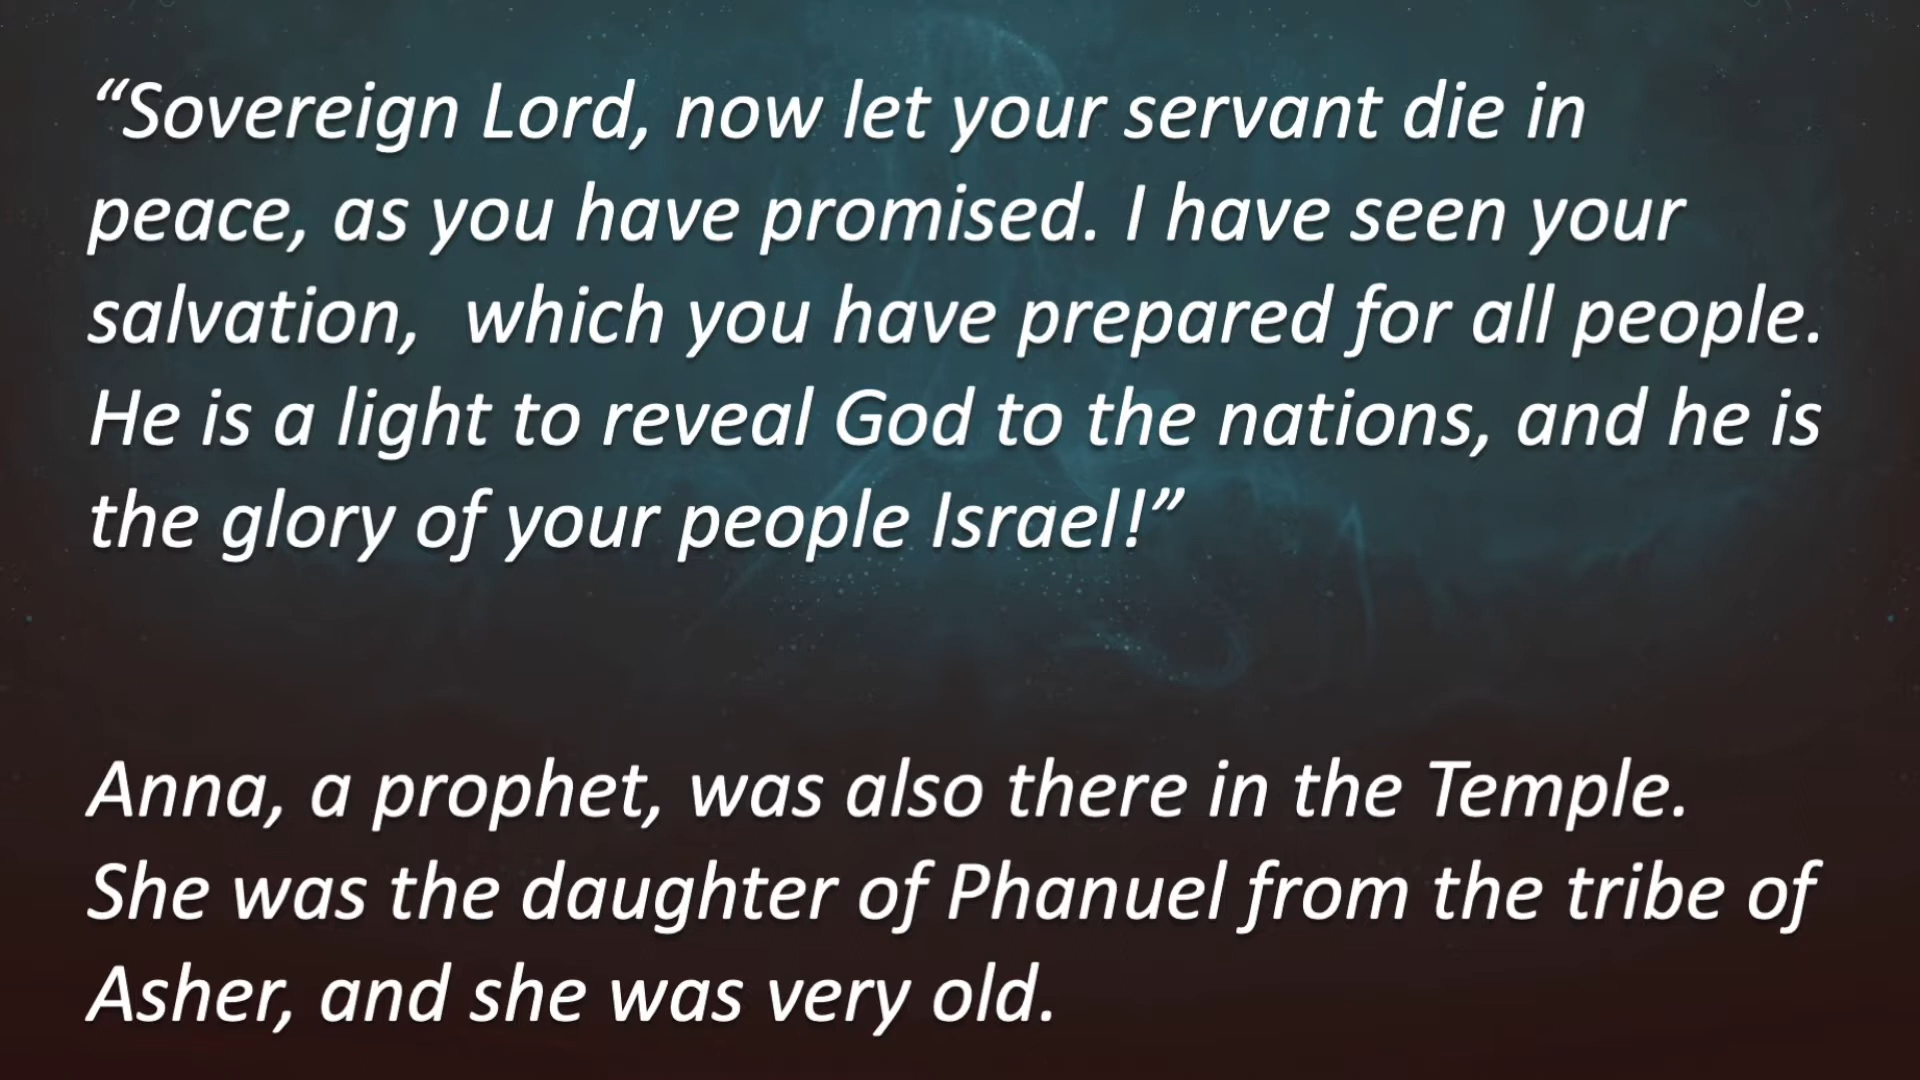 “Sovereign Lord, now let your servant die in
peace, as you have promised. I have seen your
salvation,  which you have prepared for all people.
He is a light to reveal God to the nations, and he is
the glory of your people Israel!”
Anna, a prophet, was also there in the Temple.
She was the daughter of Phanuel from the tribe of
Asher, and she was very old.